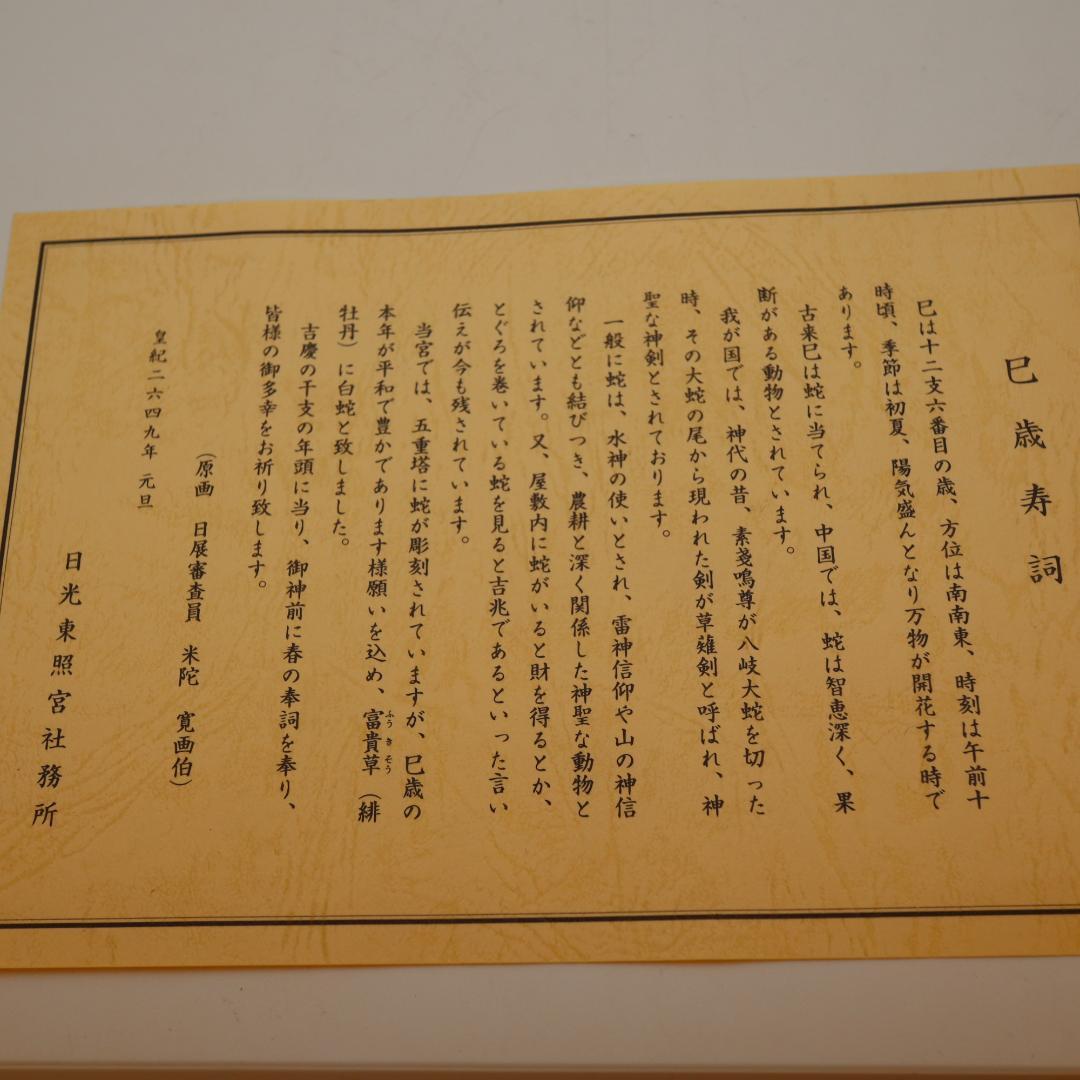 巳歳寿詞
巳は十二支六番目の歳、方位は南南東、時刻は午前十
時頃、季節は初夏、陽気盛んとなり万物が開花する時で
あります。
古来巳は蛇に当てられ、中国では、蛇は智恵深く、果
断がある動物とされています。
我が国では、神代の昔、素戔嗚尊が八岐大蛇を切った
時、その大蛇の尾から現われた剣が草薙剣と呼ばれ、神
聖な神剣とされております。
一般に蛇は、水神の使いとされ、雷神信仰や山の神信
仰などとも結びつき、農耕と深く関係した神聖な動物と
されています。又、屋敷内に蛇がいると財を得るとか、
とぐろを巻いている蛇を見ると吉兆であるといった言い
伝えが今も残されています。
当宮では、五重塔に蛇が彫刻されていますが、巳歳の
本年が平和で豊かであります様願いを込め、富貴草（緋
ふうきそう
牡丹）に白蛇と致しました。
吉慶の干支の年頭に当り、御神前に春の奉詞を奉り、
皆様の御多幸をお祈り致します。
（原画 日展審査員 米陀 寛画伯）
皇紀二六四九年 元旦
日光東照宮社務所